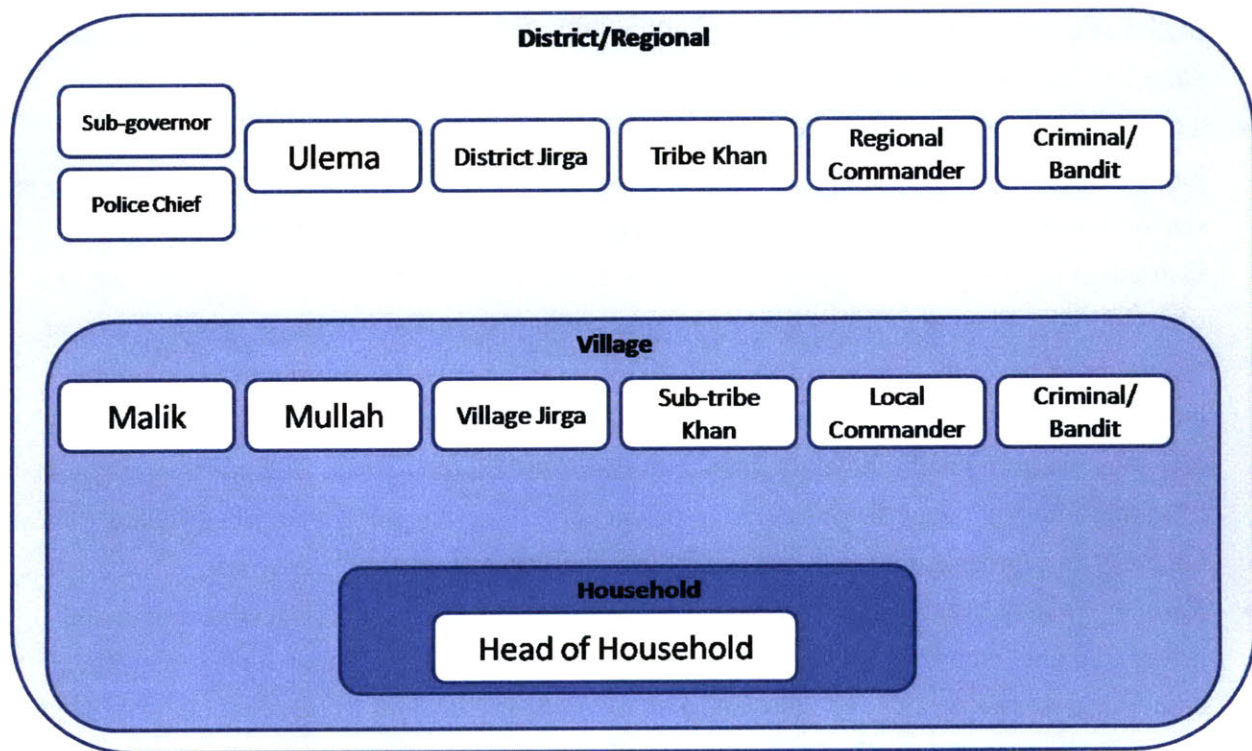 District/Regional
Sub-governor
Police Chief
Ulema
District Jirga
Tribe Khan
Regional
Commander
Criminal/
Bandit
Village
Malik
Mullah
Village Jirga
Sub-tribe
Khan
Local
Commander
Criminal/
Bandit
Household
Head of Household